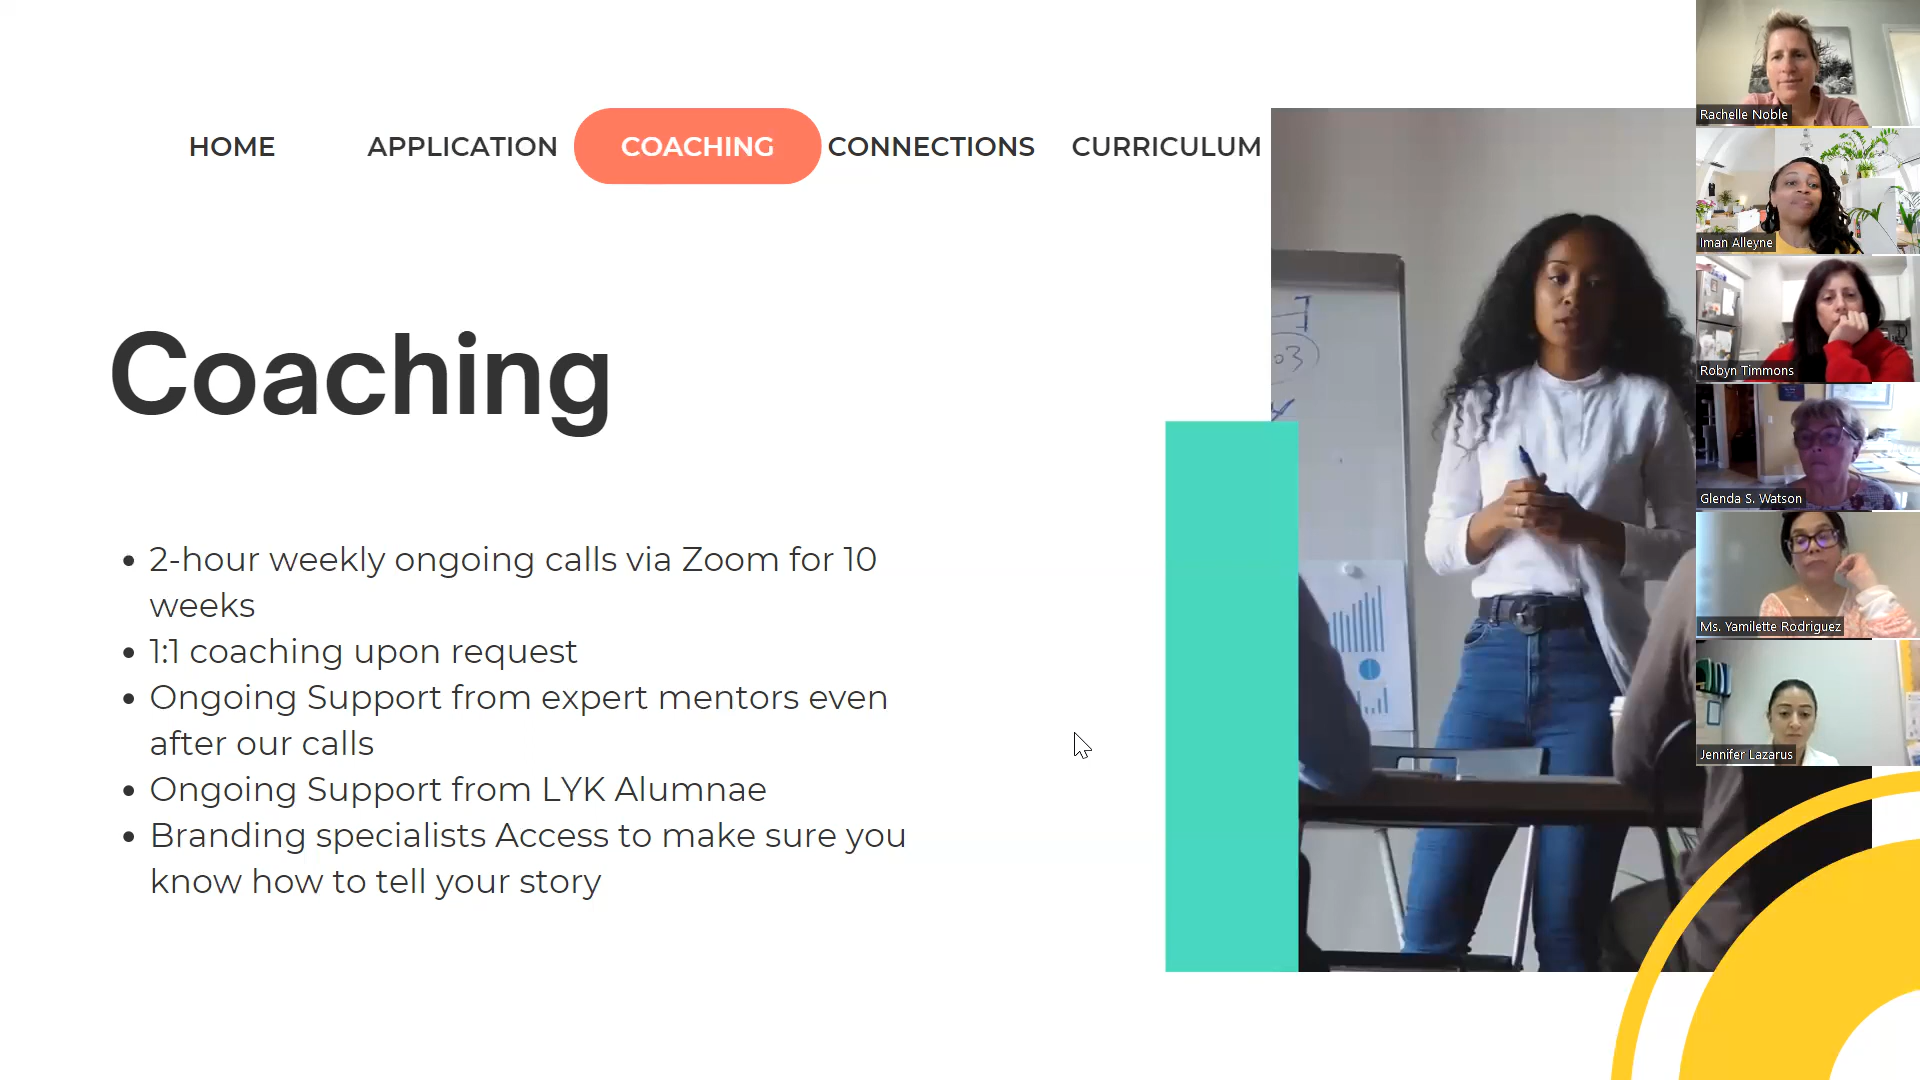 HOME APPLICATION COACHING CONNECTIONS CURRICULUM
Coaching
• 2-hour weekly ongoing calls via Zoom for 10
weeks
• 1:1 coaching upon request
• Ongoing Support from expert mentors even
after our calls
• Ongoing Support from LYK Alumnae
• Branding specialists Access to make sure you
know how to tell your story
03
Rachelle Noble
Iman Alleyne
Robyn Timmons
Glenda S. Watson
Ms. Yamilette Rodriguez
Jennifer Lazarus